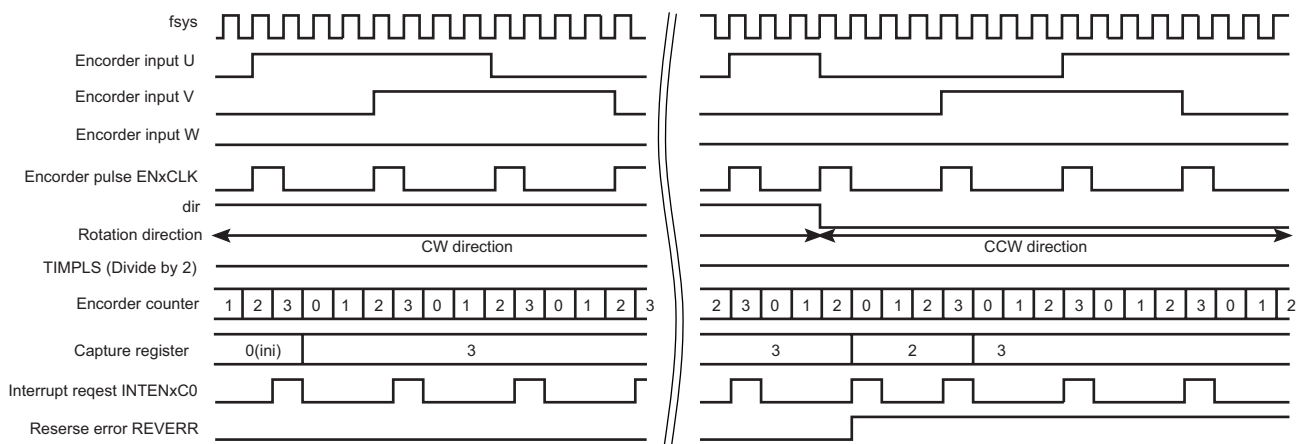 fsys
Encorder input U
Encorder input V
Encorder input W
Encorder pulse ENxCLK
dir
Rotation direction
CW direction
CCW direction
TIMPLS (Divide by 2)
Encorder counter
1 2 3 0 1 2 3 0 1 2 3 0 1 2 3
2 3 0 1 2 0 1 2 3 0 1 2 3 0 1 2 3 0 1 2
Capture register
0(ini) 3
3 2 3
Interrupt reqest INTENxC0
Reserse error REVERR